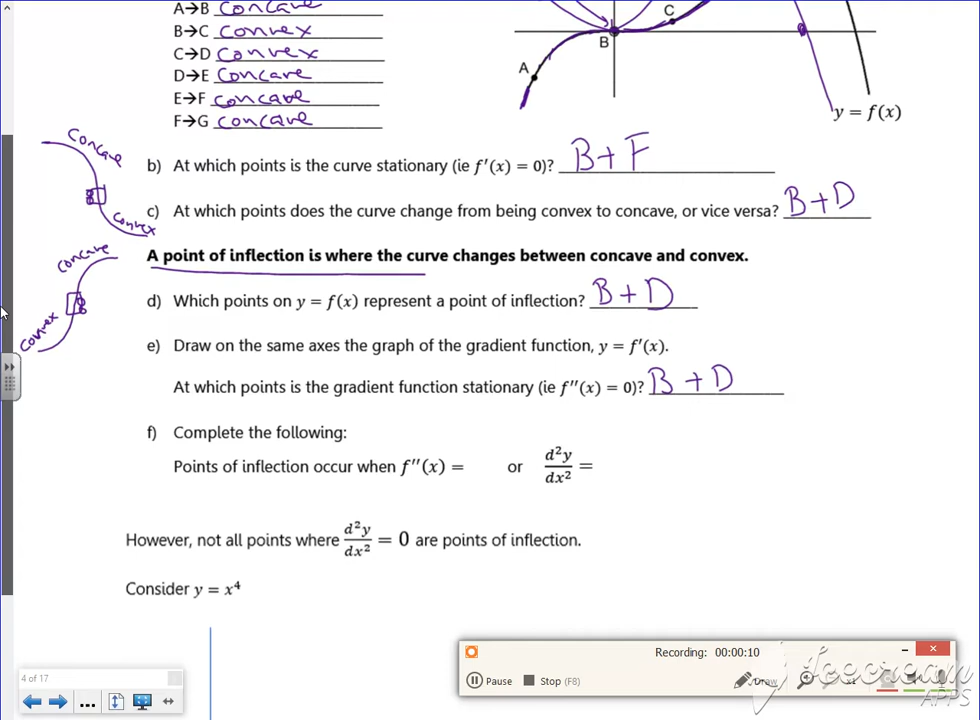 A→B Concave
B→C Convex
C→D Convex
D→E Concave
E→F Concave
F→G Concave
A
B
C
y = f(x)
Concave
Convex
Concave
Convex
b) At which points is the curve stationary (ie f′(x) = 0)? B + F
c) At which points does the curve change from being convex to concave, or vice versa? B + D
A point of inflection is where the curve changes between concave and convex.
d) Which points on y = f(x) represent a point of inflection? B + D
e) Draw on the same axes the graph of the gradient function, y = f′(x).
At which points is the gradient function stationary (ie f′′(x) = 0)? B + D
f) Complete the following:
Points of inflection occur when f′′(x) = or d²y/dx² =
However, not all points where d²y/dx² = 0 are points of inflection.
Consider y = x⁴
4 of 17
...
Recording: 00:00:10
Pause Stop (F8) Draw
Icecream
APPS